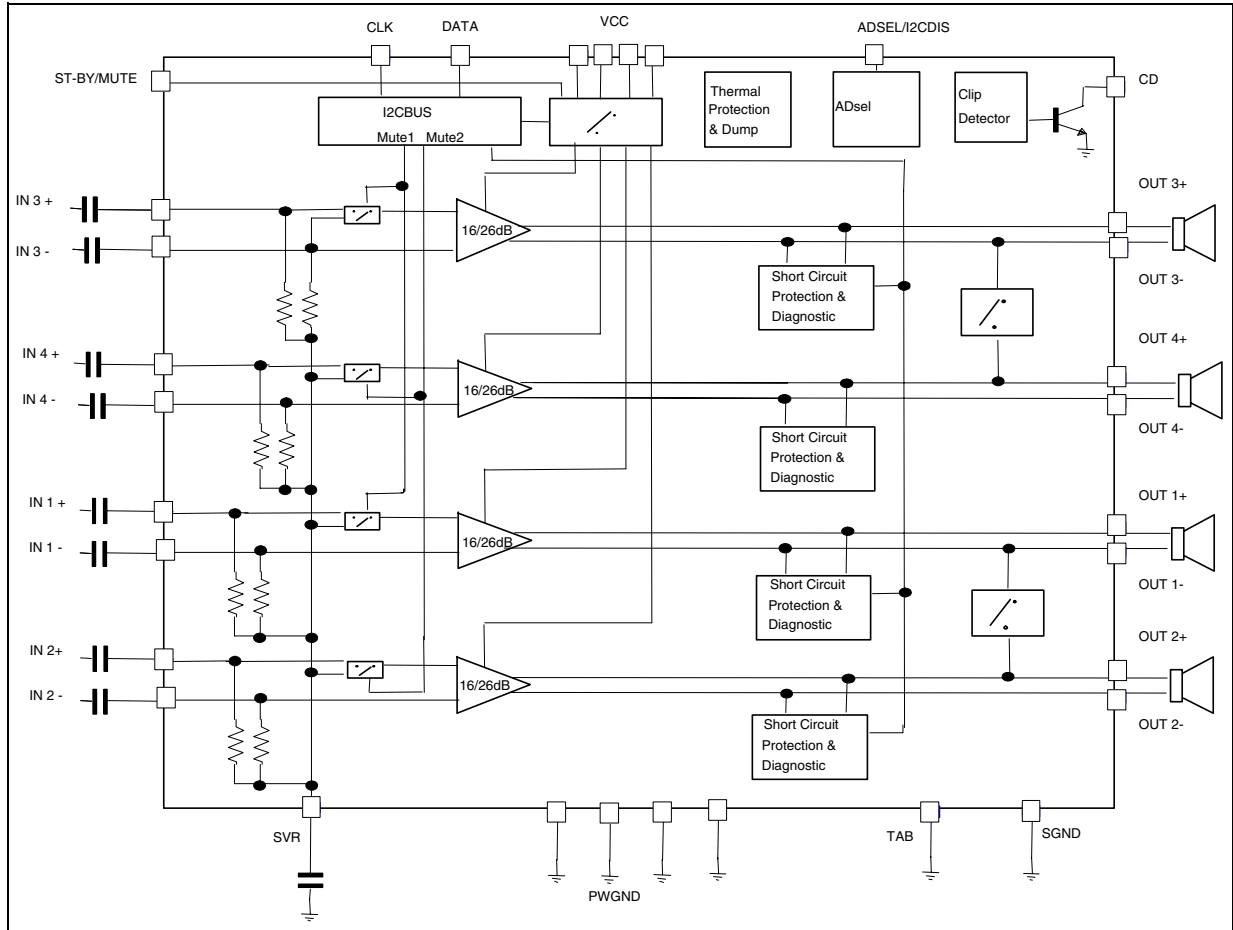 CLK
DATA
VCC
ADSEL/I2CDIS
ST-BY/MUTE
CD
I2CBUS
Mute1 Mute2
Thermal
Protection
& Dump
ADsel
Clip
Detector
IN 3 +
IN 3 -
16/26dB
OUT 3+
OUT 3-
Short Circuit
Protection &
Diagnostic
IN 4 +
IN 4 -
16/26dB
OUT 4+
OUT 4-
Short Circuit
Protection &
Diagnostic
IN 1 +
IN 1 -
16/26dB
OUT 1+
OUT 1-
Short Circuit
Protection &
Diagnostic
IN 2+
IN 2 -
16/26dB
OUT 2+
OUT 2-
Short Circuit
Protection &
Diagnostic
SVR
PWGND
TAB
SGND